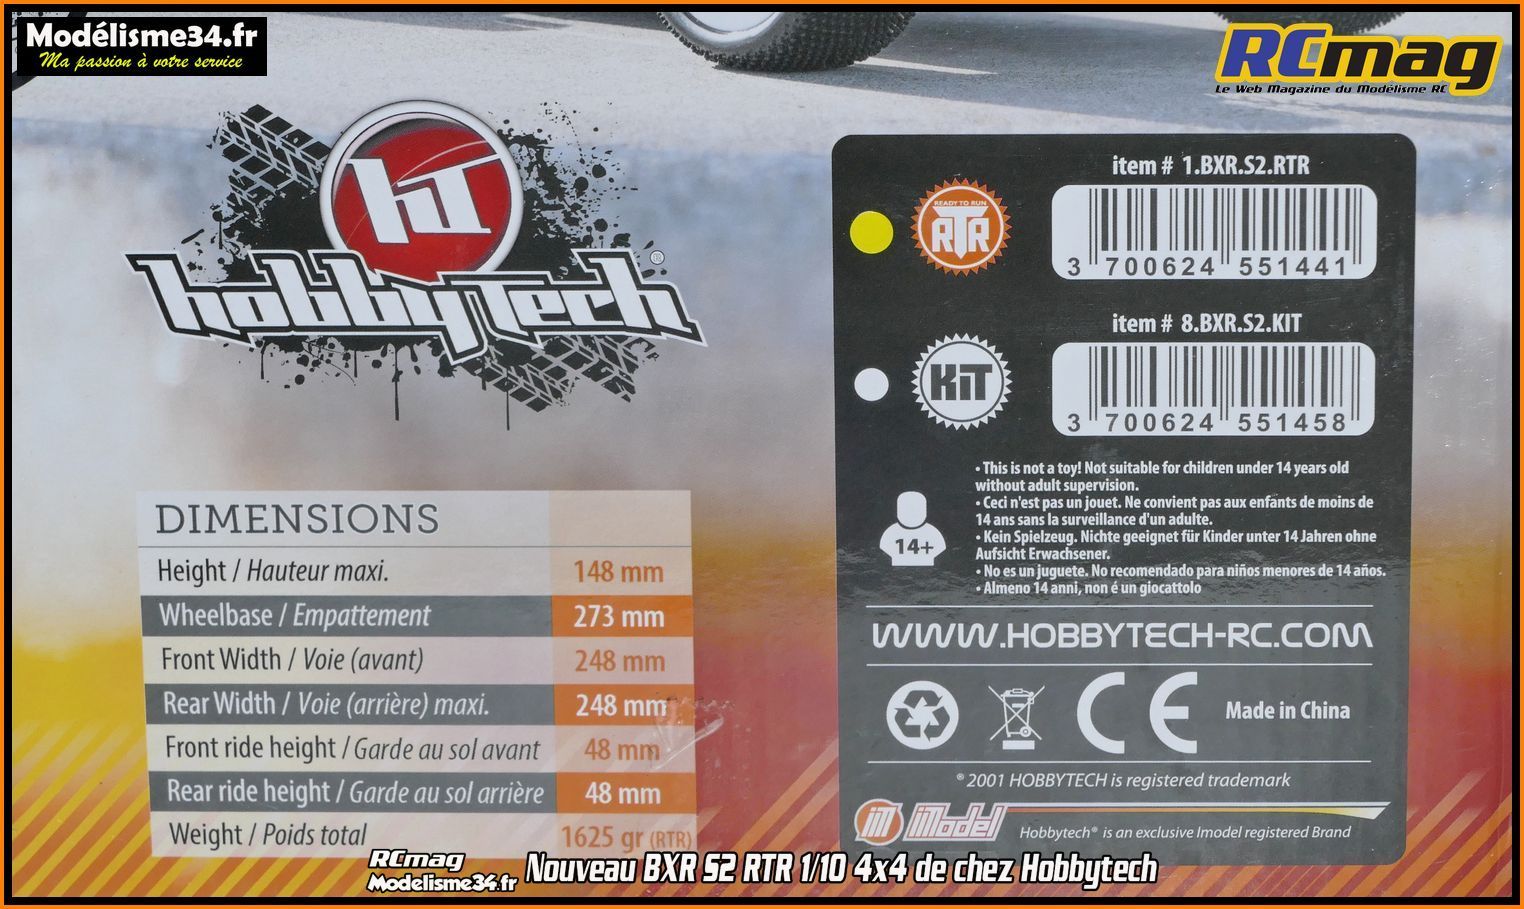 Modélisme34.fr
Ma passion à votre service
RCmag
Le Web Magazine du Modélisme RC
hT
hobbytech®
item # 1.BXR.S2.RTR
READY TO RUN
RTR
3 700624 551441
item # 8.BXR.S2.KIT
KiT
3 700624 551458
• This is not a toy! Not suitable for children under 14 years old
without adult supervision.
• Ceci n'est pas un jouet. Ne convient pas aux enfants de moins de
14 ans sans la surveillance d'un adulte.
• Kein Spielzeug. Nichte geeignet für Kinder unter 14 Jahren ohne
Aufsicht Erwachsener.
• No es un juguete. No recomendado para niños menores de 14 años.
• Almeno 14 anni, non é un giocattolo
14+
WWW.HOBBYTECH-RC.COM
CE
Made in China
® 2001 HOBBYTECH is registered trademark
iM iModel
Hobbytech® is an exclusive Imodel registered Brand
DIMENSIONS
Height / Hauteur maxi. 148 mm
Wheelbase / Empattement 273 mm
Front Width / Voie (avant) 248 mm
Rear Width / Voie (arrière) maxi. 248 mm
Front ride height / Garde au sol avant 48 mm
Rear ride height / Garde au sol arrière 48 mm
Weight / Poids total 1625 gr (RTR)
RCmag
Modelisme34.fr
Nouveau BXR S2 RTR 1/10 4x4 de chez Hobbytech